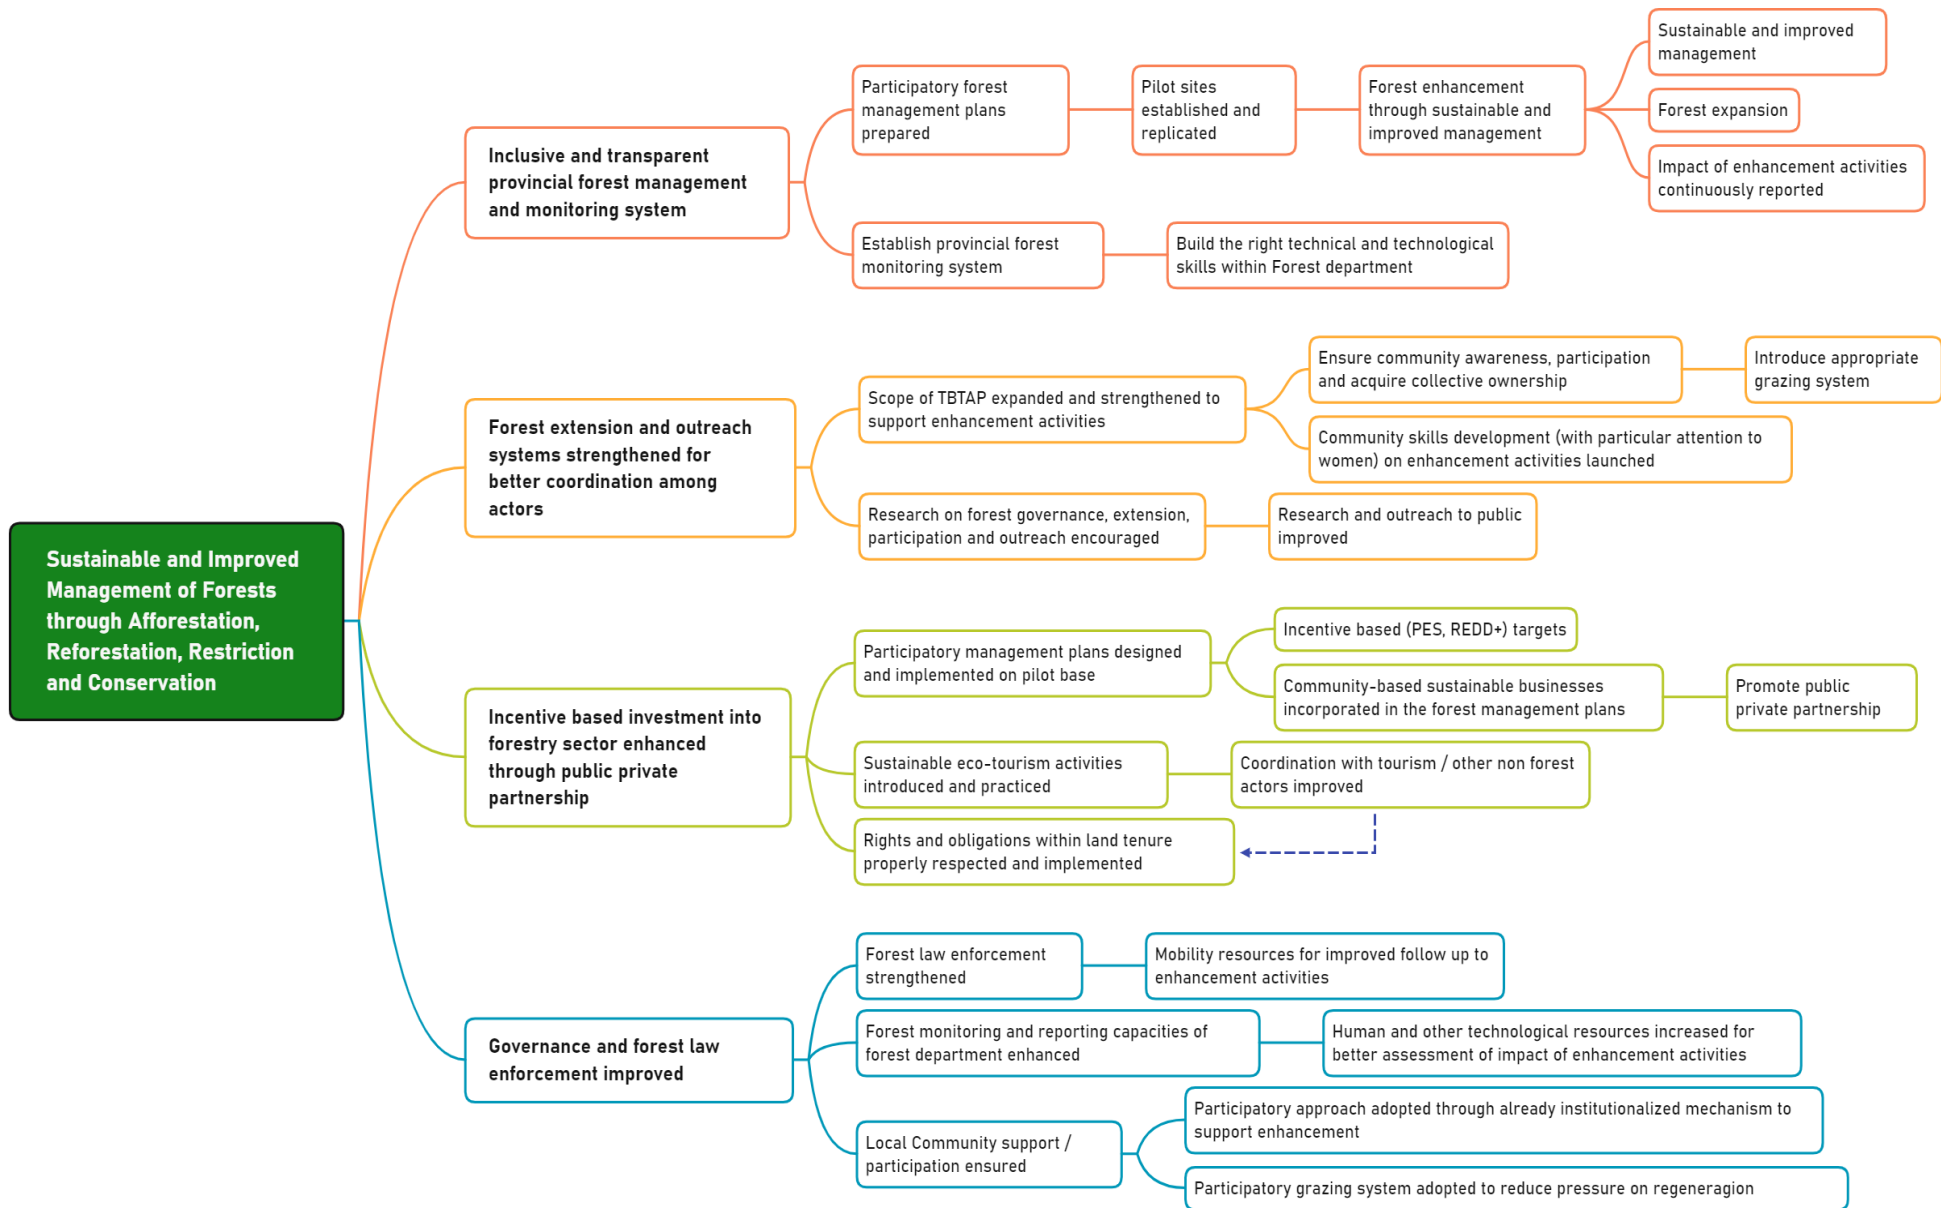 Sustainable and improved
management
Participatory forest
management plans
prepared
Pilot sites
established and
replicated
Forest enhancement
through sustainable and
improved management
Forest expansion
Impact of enhancement activities
continuously reported
Inclusive and transparent
provincial forest management
and monitoring system
Establish provincial forest
monitoring system
Build the right technical and technological
skills within Forest department
Ensure community awareness, participation
and acquire collective ownership
Introduce appropriate
grazing system
Scope of TBTAP expanded and strengthened to
support enhancement activities
Community skills development (with particular attention to
women) on enhancement activities launched
Forest extension and outreach
systems strengthened for
better coordination among
actors
Research on forest governance, extension,
participation and outreach encouraged
Research and outreach to public
improved
Sustainable and Improved
Management of Forests
through Afforestation,
Reforestation, Restriction
and Conservation
Participatory management plans designed
and implemented on pilot base
Incentive based (PES, REDD+) targets
Community-based sustainable businesses
incorporated in the forest management plans
Promote public
private partnership
Incentive based investment into
forestry sector enhanced
through public private
partnership
Sustainable eco-tourism activities
introduced and practiced
Coordination with tourism / other non forest
actors improved
Rights and obligations within land tenure
properly respected and implemented
Forest law enforcement
strengthened
Mobility resources for improved follow up to
enhancement activities
Governance and forest law
enforcement improved
Forest monitoring and reporting capacities of
forest department enhanced
Human and other technological resources increased for
better assessment of impact of enhancement activities
Local Community support /
participation ensured
Participatory approach adopted through already institutionalized mechanism to
support enhancement
Participatory grazing system adopted to reduce pressure on regeneragion